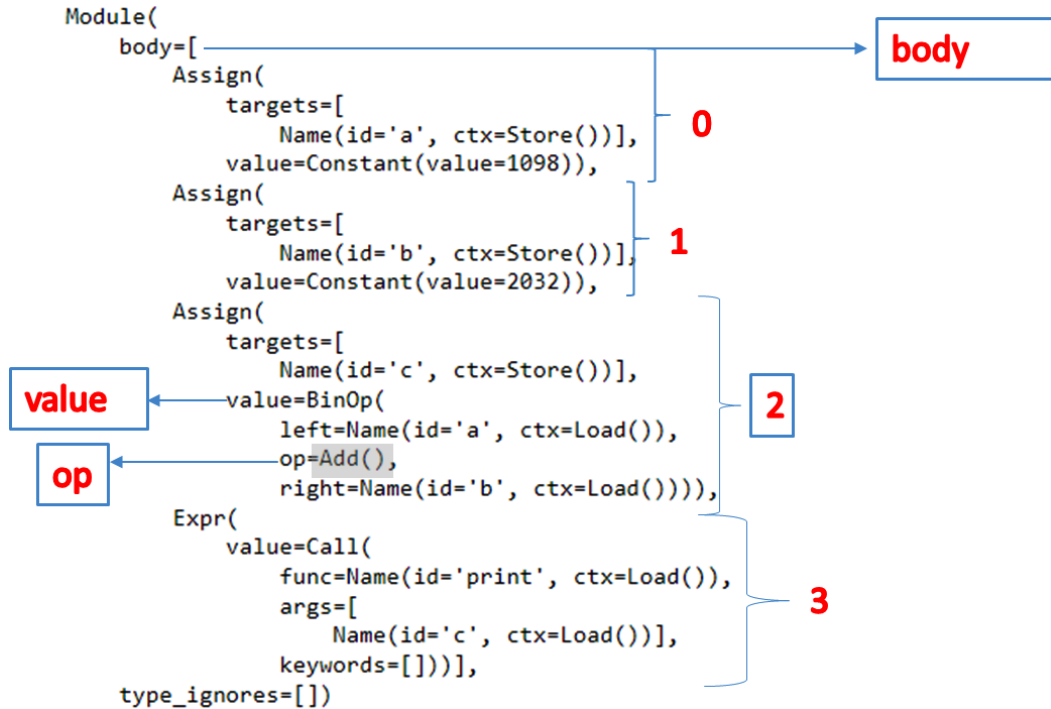 Module(
body=[
body
Assign(
targets=[
Name(id='a', ctx=Store())],
0
value=Constant(value=1098)),
Assign(
targets=[
1
Name(id='b', ctx=Store())],
value=Constant(value=2032)),
Assign(
targets=[
Name(id='c', ctx=Store())],
value
value=BinOp(
2
left=Name(id='a', ctx=Load()),
op
op=Add(),
right=Name(id='b', ctx=Load()))),
Expr(
value=Call(
func=Name(id='print', ctx=Load()),
3
args=[
Name(id='c', ctx=Load())],
keywords=[]))],
type_ignores=[])